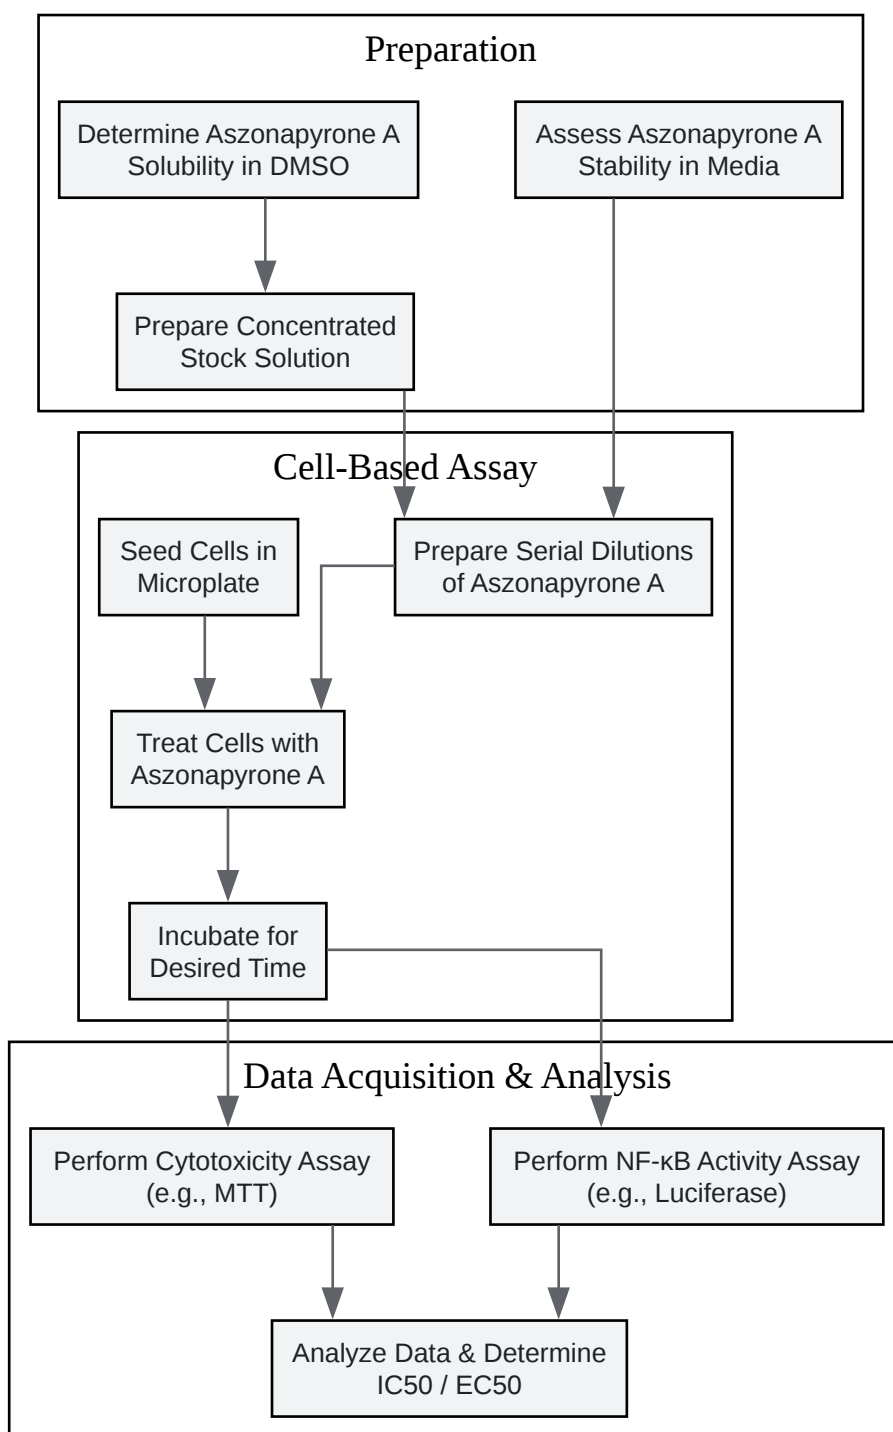 Preparation
Determine Aszonapyrone A
Solubility in DMSO
Assess Aszonapyrone A
Stability in Media
Prepare Concentrated
Stock Solution
Cell-Based Assay
Seed Cells in
Microplate
Prepare Serial Dilutions
of Aszonapyrone A
Treat Cells with
Aszonapyrone A
Incubate for
Desired Time
Data Acquisition & Analysis
Perform Cytotoxicity Assay
(e.g., MTT)
Perform NF-κB Activity Assay
(e.g., Luciferase)
Analyze Data & Determine
IC50 / EC50